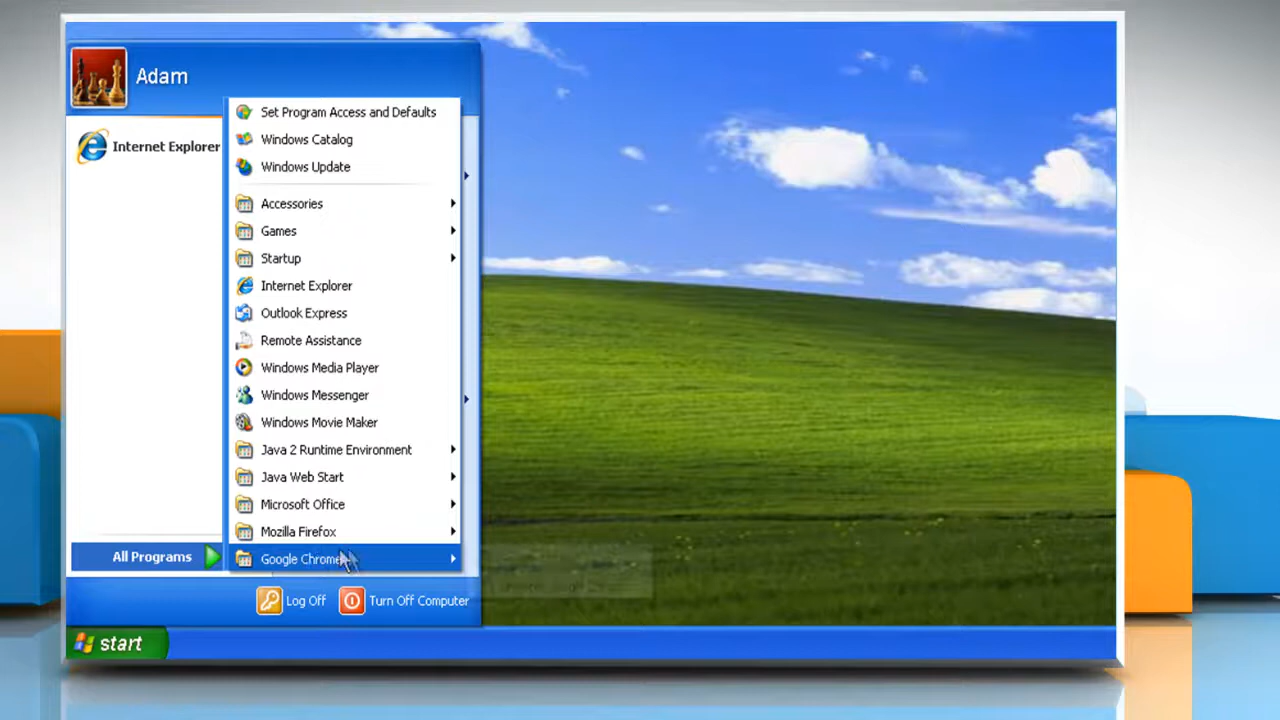 Adam
Internet Explorer
Set Program Access and Defaults
Windows Catalog
Windows Update
Accessories
Games
Startup
Internet Explorer
Outlook Express
Remote Assistance
Windows Media Player
Windows Messenger
Windows Movie Maker
Java 2 Runtime Environment
Java Web Start
Microsoft Office
Mozilla Firefox
Google Chrome
All Programs
Log Off
Turn Off Computer
start